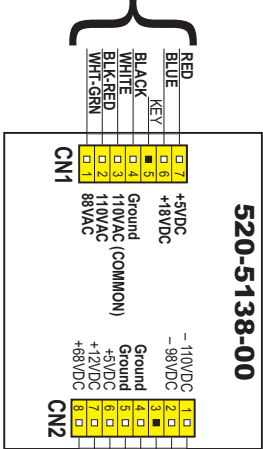 520-5138-00
RED
BLUE
KEY
BLACK
WHITE
BLK-RED
WHT-GRN
7
6
5
4
3
2
1
CN1
+5VDC
+18VDC
Ground
110VAC (COMMON)
110VAC
88VAC
– 110VDC
– 98VDC
Ground
Ground
+5VDC
+12VDC
+68VDC
1
2
3
4
5
6
7
8
CN2